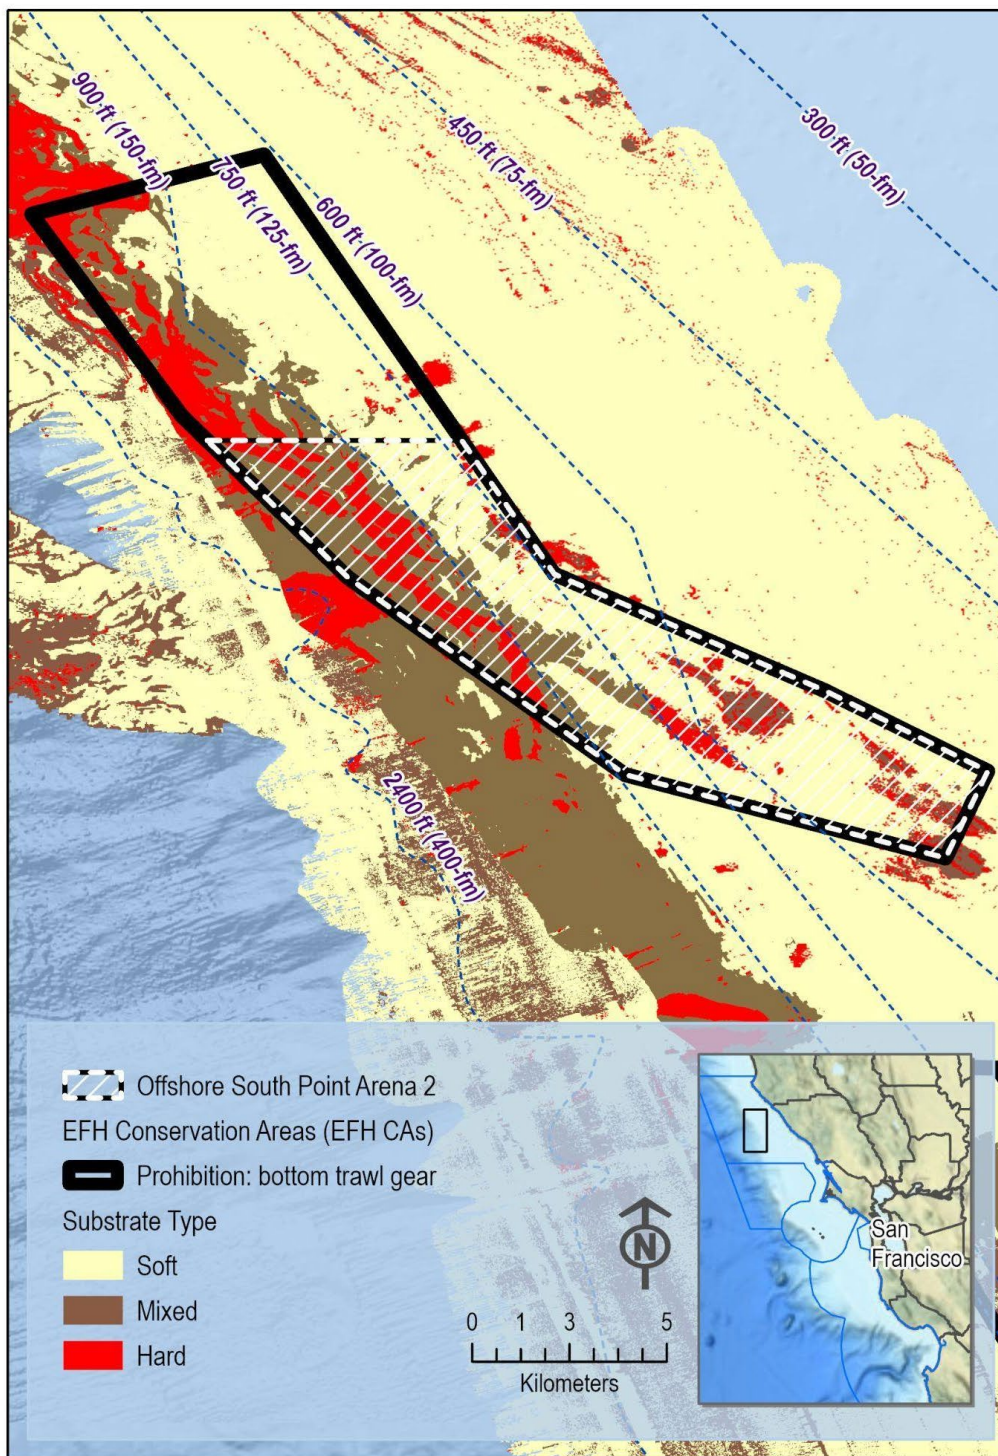 900 ft (150-fm)
750 ft (125-fm)
600 ft (100-fm)
450 ft (75-fm)
300 ft (50-fm)
2400 ft (400-fm)
Offshore South Point Arena 2
EFH Conservation Areas (EFH CAs)
Prohibition: bottom trawl gear
Substrate Type
Soft
Mixed
Hard
N
0 1 3 5
Kilometers
San
Francisco